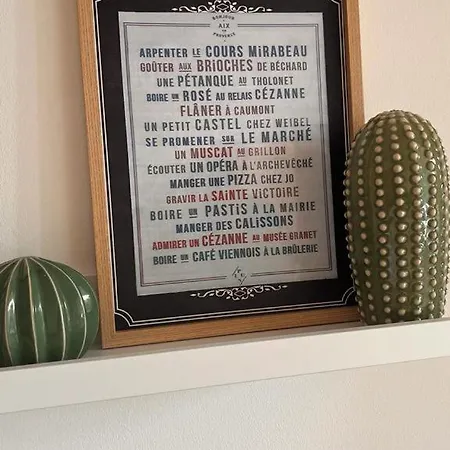 BONJOUR
AIX
EN
PROVENCE
ARPENTER LE COURS MiRABEAU
GOÛTER AUX BRIOCHES DE BÉCHARD
UNE PÉTANQUE AU THOLONET
BOIRE UN ROSÉ AU RELAIS CÉZANNE
FLÂNER À CAUMONT
UN PETIT CASTEL CHEZ WEIBEL
SE PROMENER SUR LE MARCHÉ
UN MUSCAT AU GRILLON
ÉCOUTER UN OPÉRA À L'ARCHEVÊCHÉ
MANGER UNE PIZZA CHEZ JO
GRAVIR LA SAiNTE ViCTOIRE
BOIRE UN PASTiS À LA MAIRIE
MANGER DES CALiSSONS
ADMIRER UN CÉZANNE AU MUSÉE GRANET
BOIRE UN CAFÉ VIENNOIS À LA BRÛLERIE